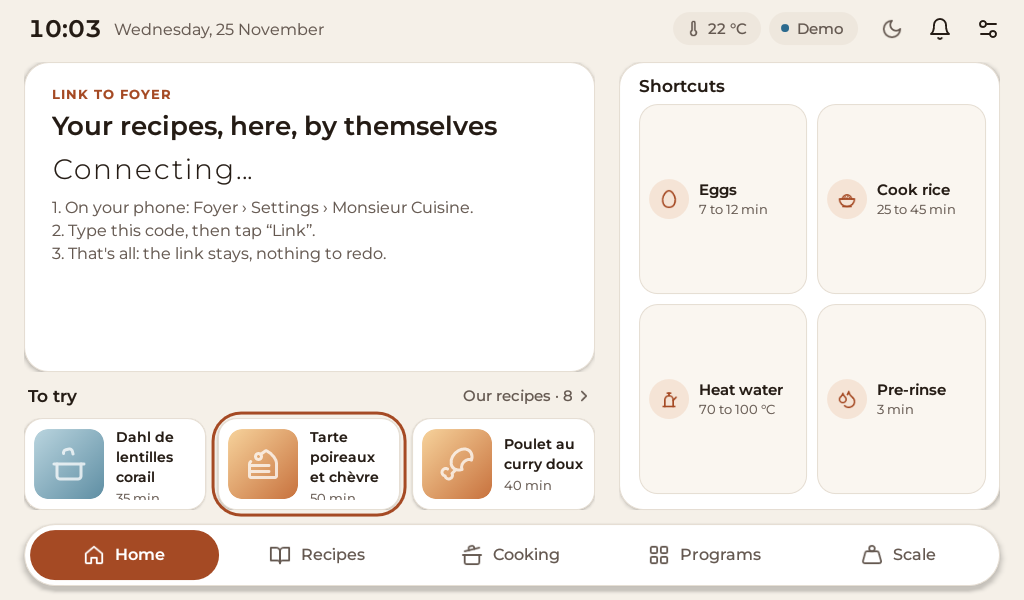 10:03 Wednesday, 25 November
22 °C
Demo
LINK TO FOYER
Your recipes, here, by themselves
Connecting…
1. On your phone: Foyer › Settings › Monsieur Cuisine.
2. Type this code, then tap “Link”.
3. That's all: the link stays, nothing to redo.
Shortcuts
Eggs
7 to 12 min
Cook rice
25 to 45 min
Heat water
70 to 100 °C
Pre-rinse
3 min
To try
Our recipes · 8
Dahl de
lentilles
corail
35 min
Tarte
poireaux
et chèvre
50 min
Poulet au
curry doux
40 min
Home
Recipes
Cooking
Programs
Scale